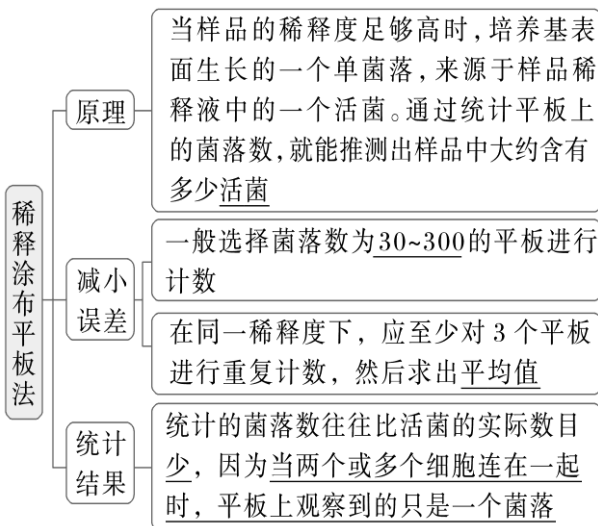 稀释涂布平板法
原理
当样品的稀释度足够高时,培养基表
面生长的一个单菌落,来源于样品稀
释液中的一个活菌。通过统计平板上
的菌落数,就能推测出样品中大约含有
多少活菌
减小
误差
一般选择菌落数为30~300的平板进行
计数
在同一稀释度下，应至少对3个平板
进行重复计数，然后求出平均值
统计
结果
统计的菌落数往往比活菌的实际数目
少，因为当两个或多个细胞连在一起
时，平板上观察到的只是一个菌落